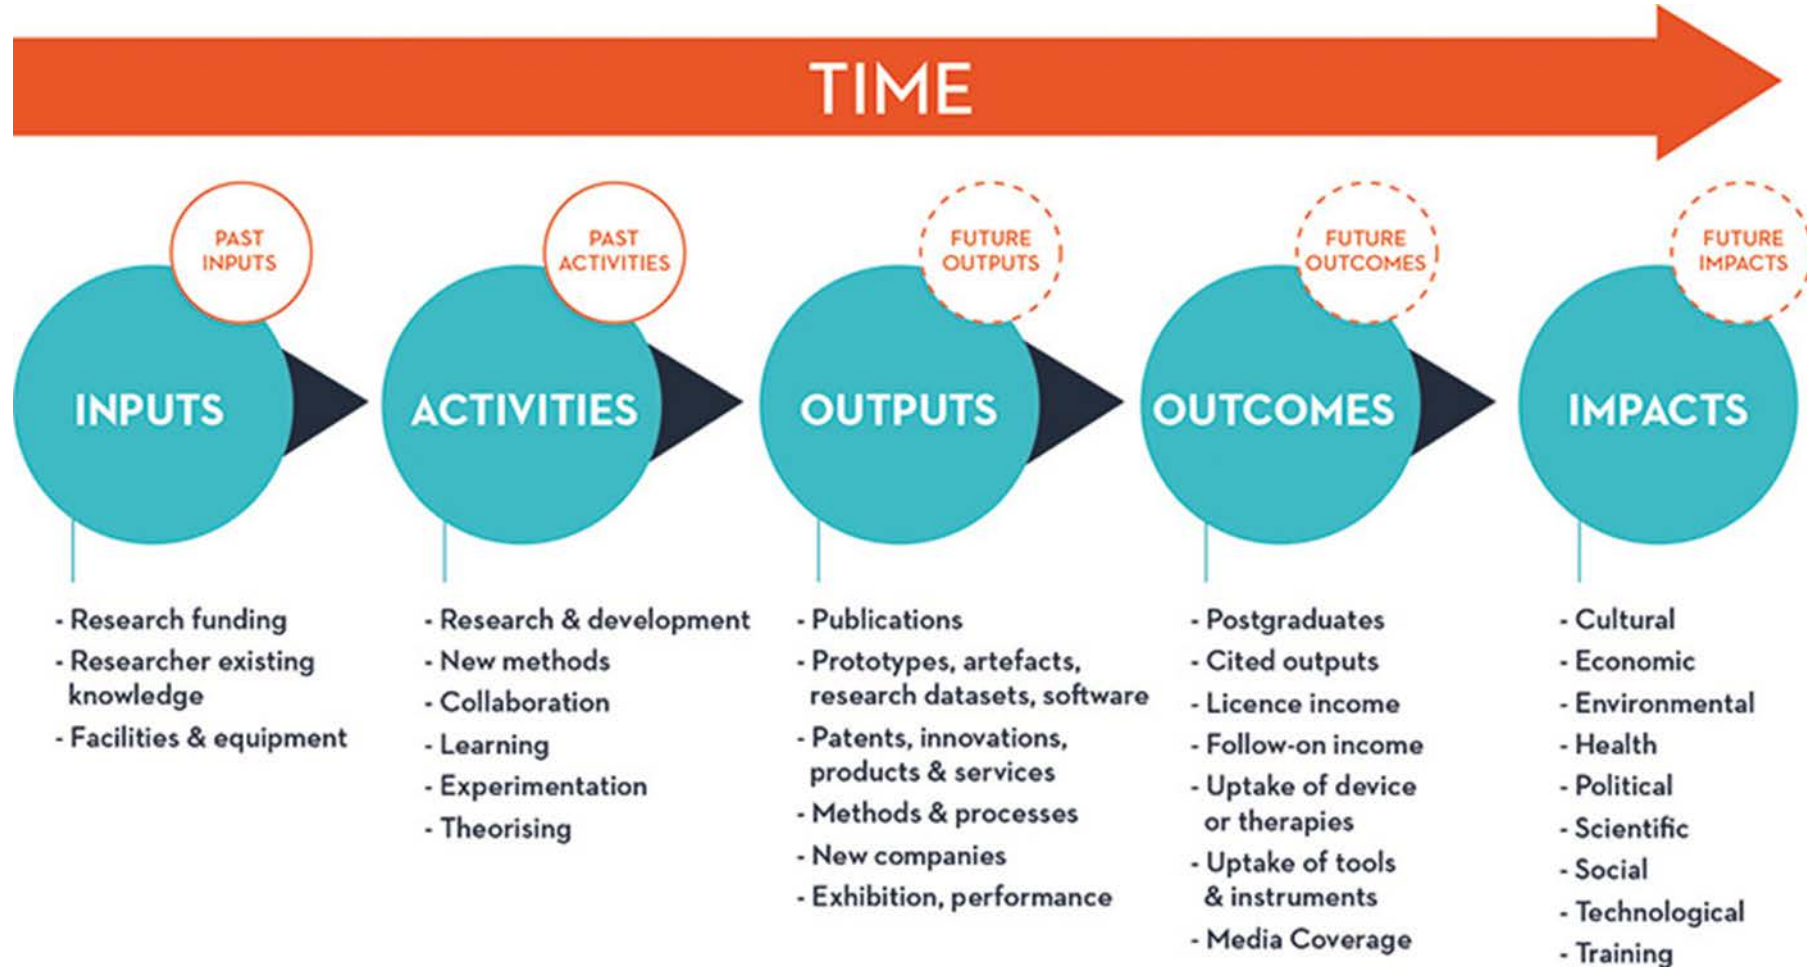 TIME
PAST
INPUTS
PAST
ACTIVITIES
FUTURE
OUTPUTS
FUTURE
OUTCOMES
FUTURE
IMPACTS
INPUTS
ACTIVITIES
OUTPUTS
OUTCOMES
IMPACTS
- Research funding
- Researcher existing
knowledge
- Facilities & equipment
- Research & development
- New methods
- Collaboration
- Learning
- Experimentation
- Theorising
- Publications
- Prototypes, artefacts,
research datasets, software
- Patents, innovations,
products & services
- Methods & processes
- New companies
- Exhibition, performance
- Postgraduates
- Cited outputs
- Licence income
- Follow-on income
- Uptake of device
or therapies
- Uptake of tools
& instruments
- Media Coverage
- Cultural
- Economic
- Environmental
- Health
- Political
- Scientific
- Social
- Technological
- Training